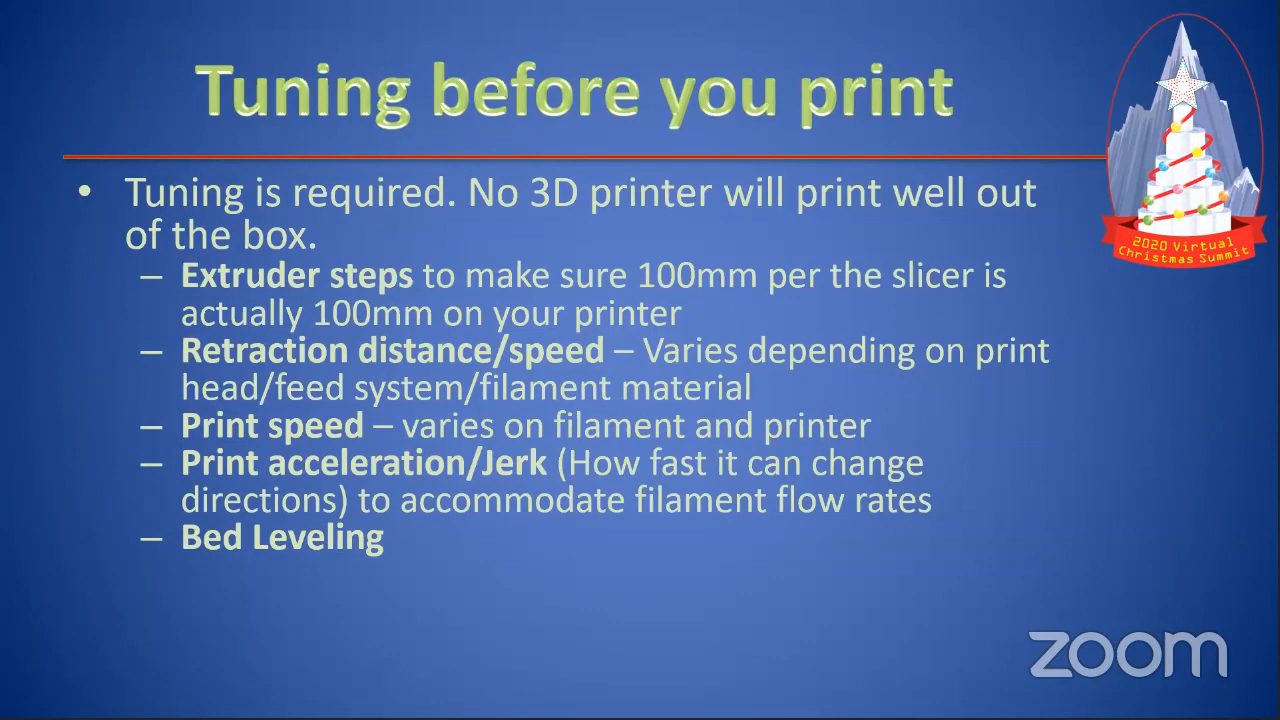 Tuning before you print
• Tuning is required. No 3D printer will print well out
of the box.
– Extruder steps to make sure 100mm per the slicer is
actually 100mm on your printer
– Retraction distance/speed – Varies depending on print
head/feed system/filament material
– Print speed – varies on filament and printer
– Print acceleration/Jerk (How fast it can change
directions) to accommodate filament flow rates
– Bed Leveling
2020 Virtual
Christmas Summit
zoom